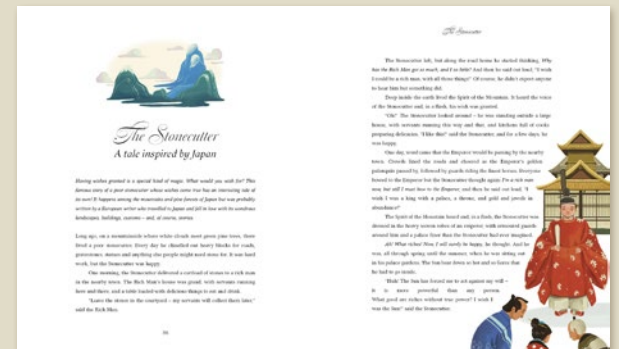 The Stonecutter
A tale inspired by Japan
Having wishes granted is a special kind of magic. What would you wish for? This
famous story of a poor stonecutter whose wishes come true has an interesting tale of
its own! It happens among the mountains and pine forests of Japan but was probably
written by a European writer who travelled to Japan and fell in love with its wondrous
landscapes, buildings, customs – and, of course, stories.
Long ago, on a mountainside where white clouds meet green pine trees, there
lived a poor stonecutter. Every day he chiselled out heavy blocks for roads,
gravestones, statues and anything else people might need stone for. It was hard
work, but the Stonecutter was happy.
One morning, the Stonecutter delivered a cartload of stones to a rich man
in the nearby town. The Rich Man's house was grand, with servants running
here and there, and a table loaded with delicious things to eat and drink.
"Leave the stones in the courtyard – my servants will collect them later,"
said the Rich Man.
The Stonecutter
The Stonecutter left, but along the road home he started thinking, Why
has the Rich Man got so much, and I so little? And then he said out loud, "I wish
I could be a rich man, with all those things!" Of course, he didn't expect anyone
to hear him but something did.
Deep inside the earth lived the Spirit of the Mountain. It heard the voice
of the Stonecutter and, in a flash, his wish was granted.
"Oh!" The Stonecutter looked around – he was standing outside a large
house, with servants running this way and that, and kitchens full of cooks
preparing delicacies. "I like this!" said the Stonecutter, and for a few days, he
was happy.
One day, word came that the Emperor would be passing by the nearby
town. Crowds lined the roads and cheered as the Emperor's golden
palanquin passed by, followed by guards riding the finest horses. Everyone
bowed to the Emperor but the Stonecutter thought again. I'm a rich man
now, but still I must bow to the Emperor, and then he said out loud, "I
wish I was a king with a palace, a throne, and gold and jewels in
abundance!"
The Spirit of the Mountain heard and, in a flash, the Stonecutter was
dressed in the heavy woven robes of an emperor, with armoured guards
around him and a palace finer than the Stonecutter had ever imagined.
Ah! What riches! Now I will surely be happy, he thought. And he
was, all through spring until the summer, when he was sitting out
in his palace gardens. The Sun beat down so hot and so fierce that
he had to go inside.
"Huh! The Sun has forced me to act against my will –
it is more powerful than any person.
What good are riches without true power? I wish I
was the Sun!" said the Stonecutter.